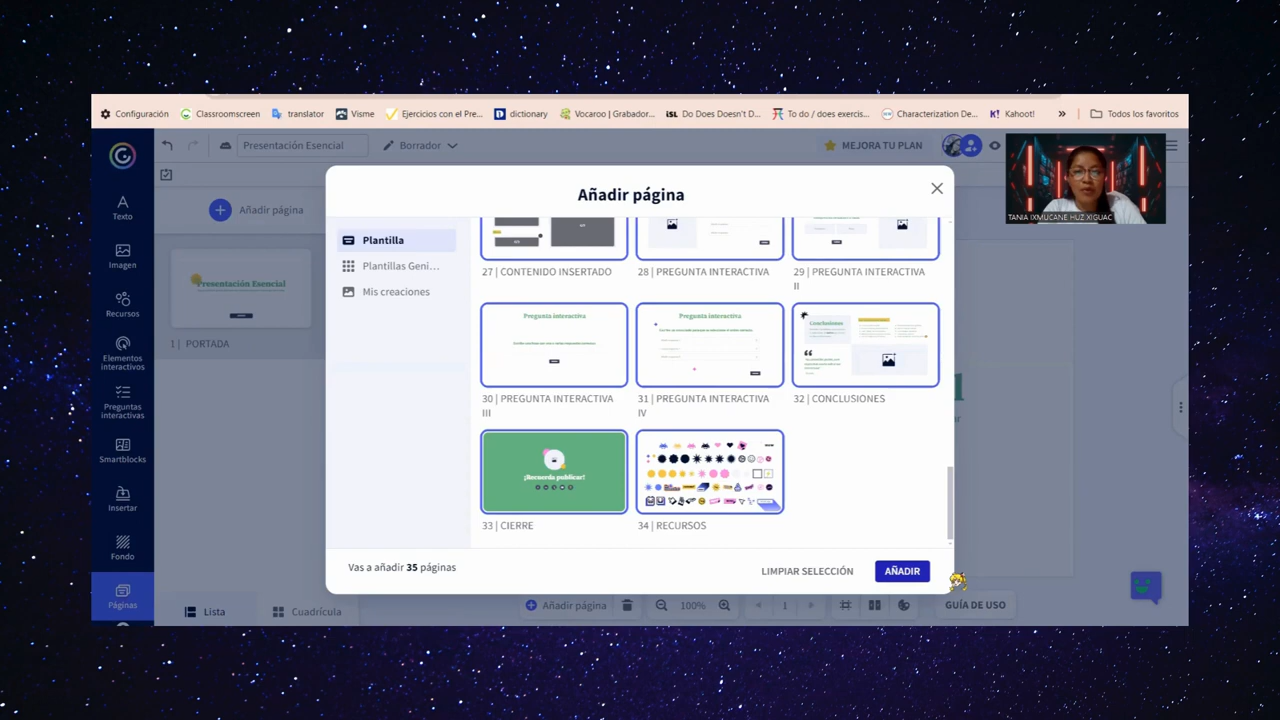 Configuración
Classroomscreen
translator
Visme
Ejercicios con el Pre...
dictionary
Vocaroo | Grabador...
iSL Do Does Doesn't D...
To do / does exercis...
Characterization De...
K! Kahoot!
Todos los favoritos
Presentación Esencial
Borrador
MEJORA TU PLAN
TANIA IXMUCANE HUZ XIGUAC
Texto
Imagen
Recursos
Elementos
interactivos
Preguntas
interactivas
Smartblocks
Insertar
Fondo
Páginas
Añadir página
Presentación Esencial
1 | PORTADA
Lista
Cuadrícula
Añadir página
Plantilla
Plantillas Geni...
Mis creaciones
27 | CONTENIDO INSERTADO
28 | PREGUNTA INTERACTIVA
29 | PREGUNTA INTERACTIVA
II
Pregunta interactiva
Pregunta interactiva
Conclusiones
30 | PREGUNTA INTERACTIVA
III
31 | PREGUNTA INTERACTIVA
IV
32 | CONCLUSIONES
¡Recuerda publicar!
33 | CIERRE
34 | RECURSOS
Vas a añadir 35 páginas
LIMPIAR SELECCIÓN
AÑADIR
Añadir página
100%
1
GUÍA DE USO